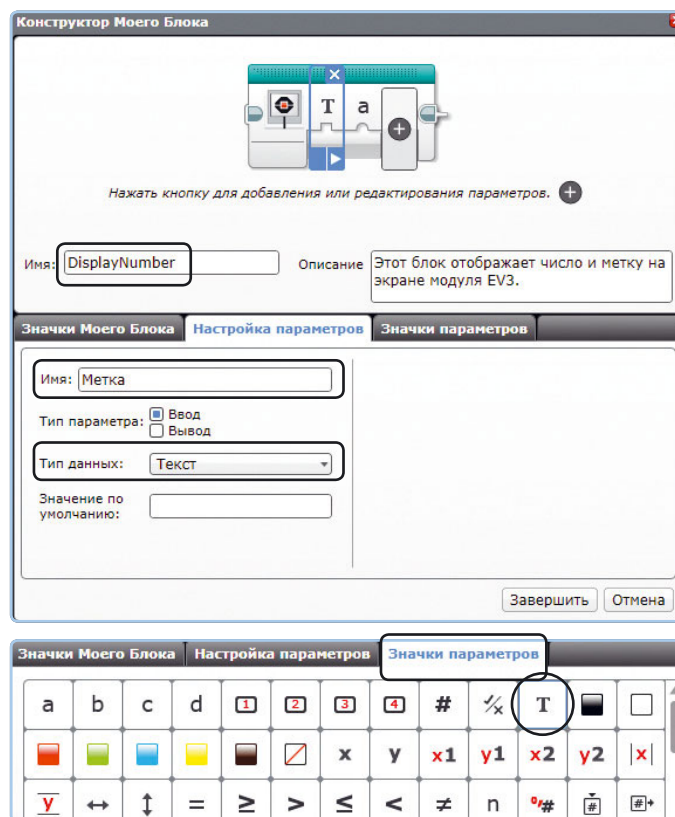 Конструктор Моего Блока
T a
Нажать кнопку для добавления или редактирования параметров.
Имя: DisplayNumber Описание Этот блок отображает число и метку на
экране модуля EV3.
Значки Моего Блока Настройка параметров Значки параметров
Имя: Метка
Тип параметра: Ввод
Вывод
Тип данных: Текст
Значение по
умолчанию:
Завершить Отмена
Значки Моего Блока Настройка параметров Значки параметров
a b c d 1 2 3 4 # ✓/x T
x y x1 y1 x2 y2 |x|
y ↔ ↕ = ≥ > ≤ < ≠ n °/# # #+